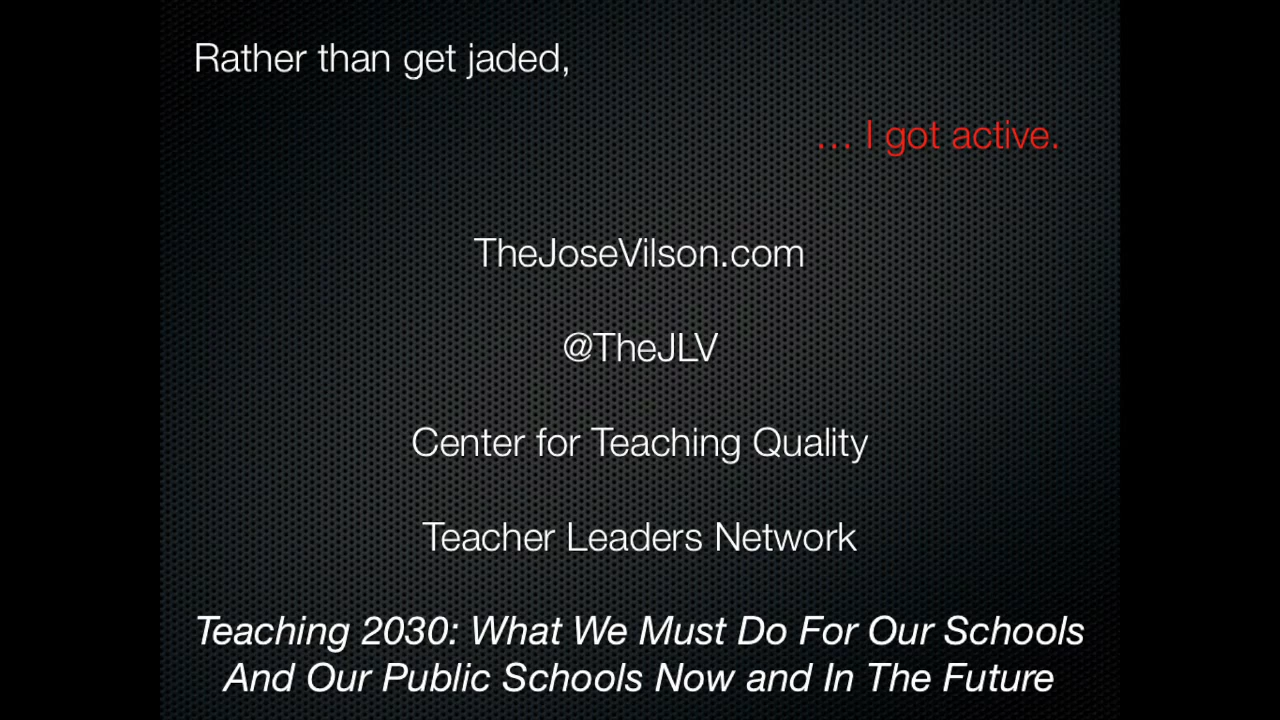 Rather than get jaded,
… I got active.
TheJoseVilson.com
@TheJLV
Center for Teaching Quality
Teacher Leaders Network
Teaching 2030: What We Must Do For Our Schools
And Our Public Schools Now and In The Future